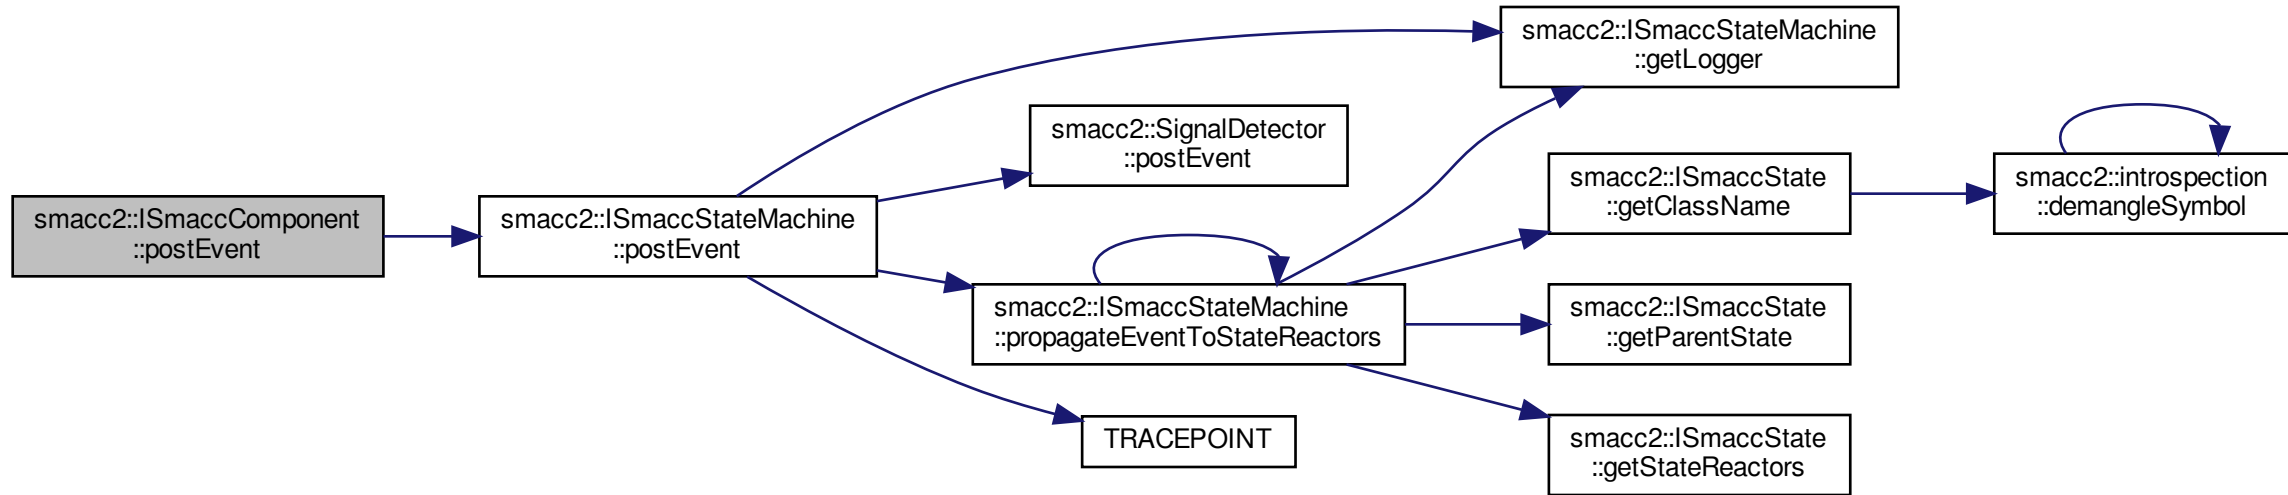 smacc2::ISmaccComponent
::postEvent
smacc2::ISmaccStateMachine
::postEvent
smacc2::ISmaccStateMachine
::getLogger
smacc2::SignalDetector
::postEvent
smacc2::ISmaccStateMachine
::propagateEventToStateReactors
TRACEPOINT
smacc2::ISmaccState
::getClassName
smacc2::ISmaccState
::getParentState
smacc2::ISmaccState
::getStateReactors
smacc2::introspection
::demangleSymbol